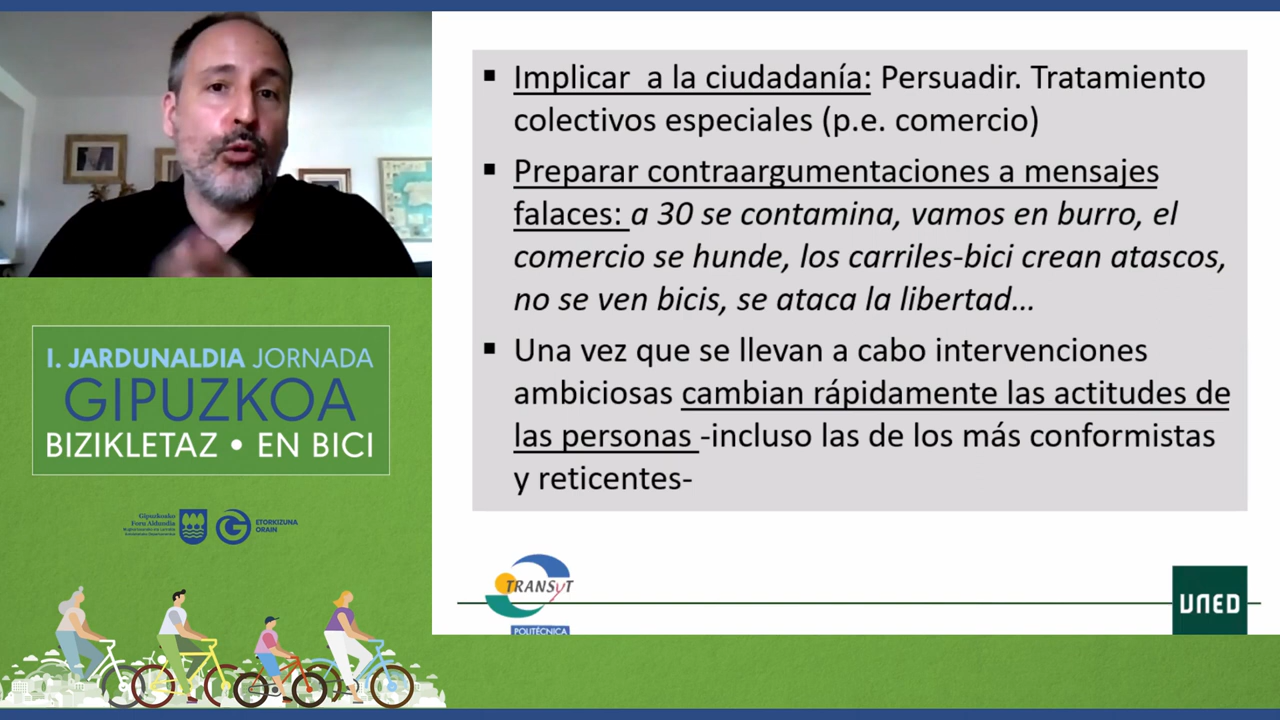 ▪ Implicar a la ciudadanía: Persuadir. Tratamiento
colectivos especiales (p.e. comercio)
▪ Preparar contraargumentaciones a mensajes
falaces: a 30 se contamina, vamos en burro, el
comercio se hunde, los carriles-bici crean atascos,
no se ven bicis, se ataca la libertad...
▪ Una vez que se llevan a cabo intervenciones
ambiciosas cambian rápidamente las actitudes de
las personas -incluso las de los más conformistas
y reticentes-
I. JARDUNALDIA JORNADA
GIPUZKOA
BIZIKLETAZ • EN BICI
Gipuzkoako
Foru Aldundia
ETORKIZUNA
ORAIN
TRANSyT
POLITÉCNICA
UNED